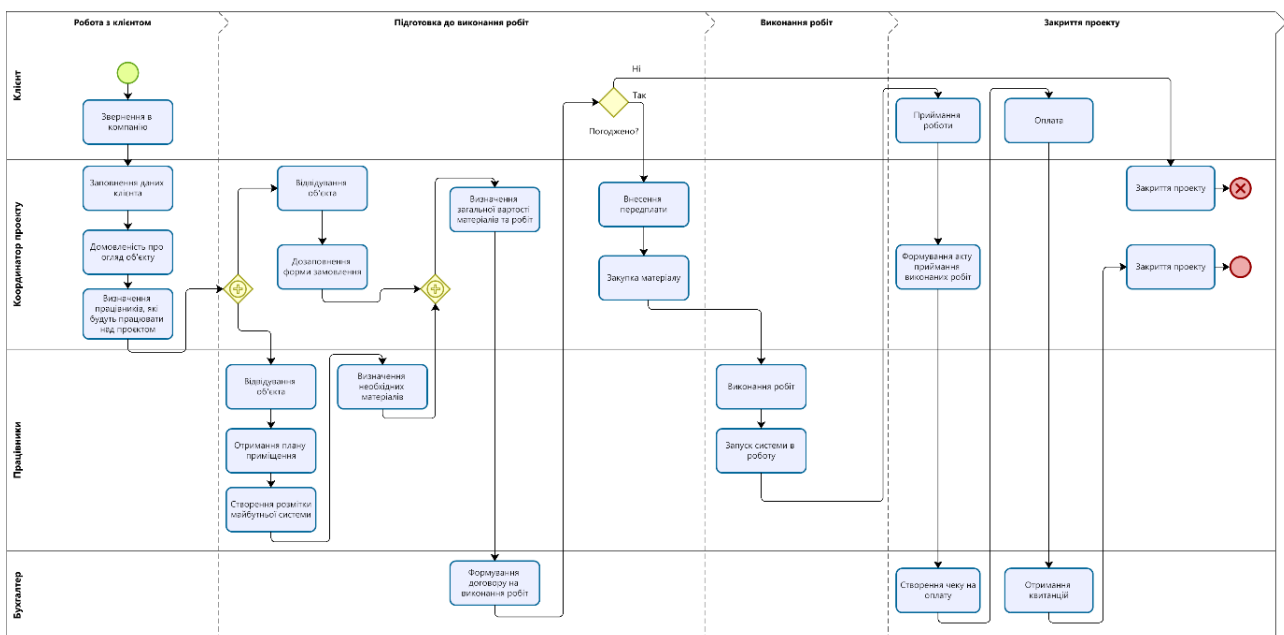 Робота з клієнтом
Підготовка до виконання робіт
Виконання робіт
Закриття проекту
Клієнт
Звернення в
компанію
Ні
Так
Погоджено?
Приймання
роботи
Оплата
Координатор проекту
Заповнення даних
клієнта
Домовленість про
огляд об'єкту
Визначення
працівників, які
будуть працювати
над проєктом
Відвідування
об'єкта
Дозаповнення
форми замовлення
Визначення
загальної вартості
матеріалів та робіт
Внесення
передплати
Закупка матеріалу
Формування акту
приймання
виконаних робіт
Закриття проекту
Закриття проекту
Працівники
Відвідування
об'єкта
Отримання плану
приміщення
Створення розмітки
майбутньої системи
Визначення
необхідних
матеріалів
Виконання робіт
Запуск системи в
роботу
Бухгалтер
Формування
договору на
виконання робіт
Створення чеку на
оплату
Отримання
квитанцій